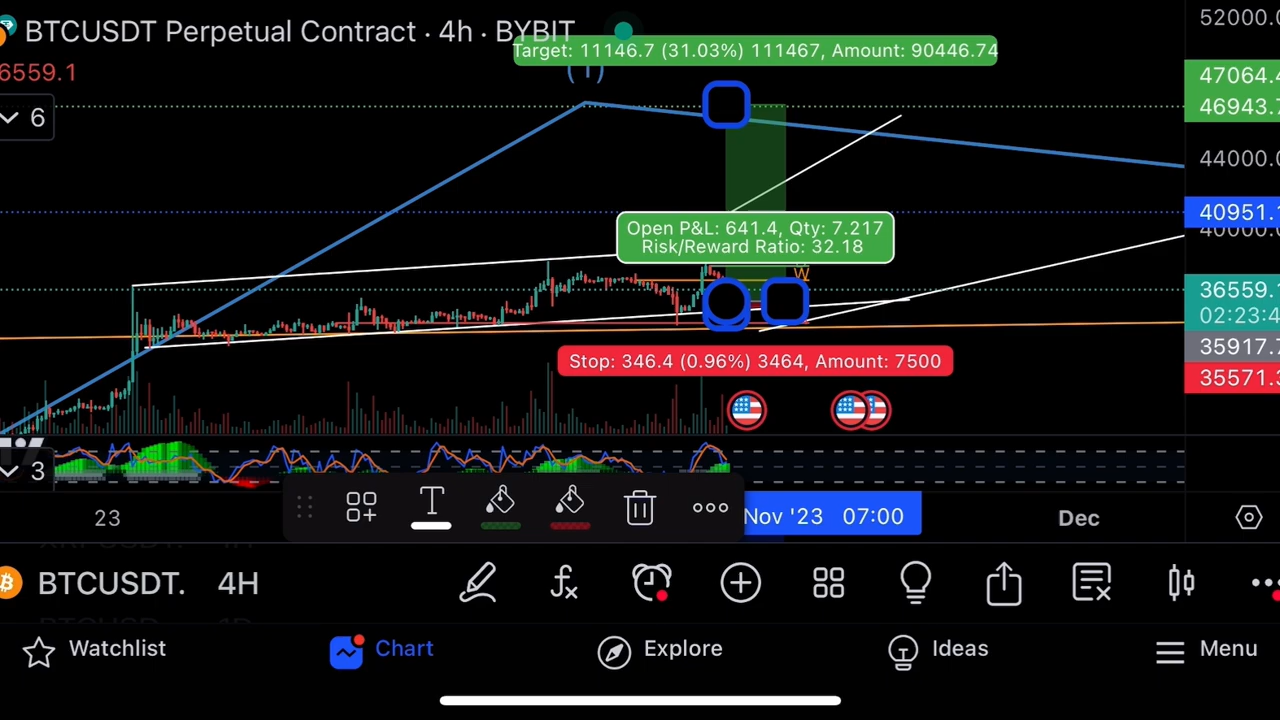 BTCUSDT Perpetual Contract · 4h · BYBIT
52000.0
Target: 11146.7 (31.03%) 111467, Amount: 90446.74
6559.1
(1)
47064.4
46943.7
6
44000.0
40951.
40000.0
Open P&L: 641.4, Qty: 7.217
Risk/Reward Ratio: 32.18
W
36559.1
02:23:4
35917.7
Stop: 346.4 (0.96%) 3464, Amount: 7500
35571.3
3
23
T
Nov '23 07:00
Dec
BTCUSDT. 4H
Watchlist
Chart
Explore
Ideas
Menu